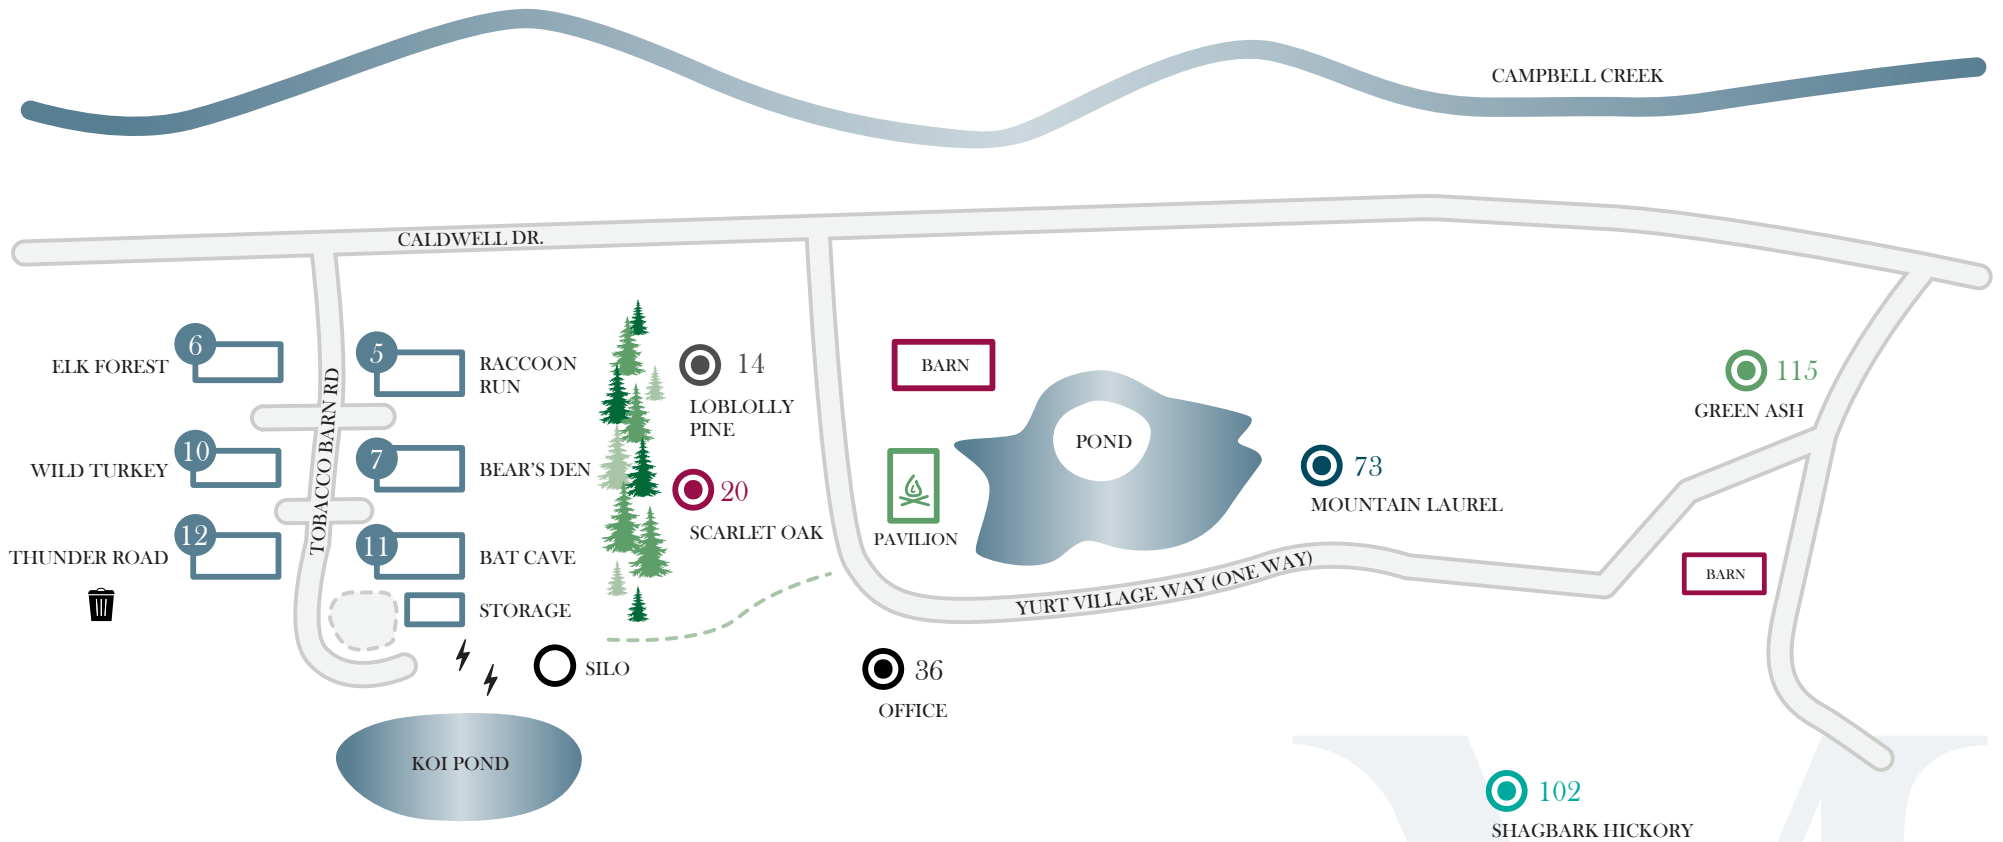 CAMPBELL CREEK
CALDWELL DR.
TOBACCO BARN RD
6
ELK FOREST
5
RACCOON
RUN
10
WILD TURKEY
7
BEAR'S DEN
12
THUNDER ROAD
11
BAT CAVE
STORAGE
SILO
KOI POND
14
LOBLOLLY
PINE
20
SCARLET OAK
BARN
POND
PAVILION
YURT VILLAGE WAY (ONE WAY)
36
OFFICE
73
MOUNTAIN LAUREL
115
GREEN ASH
BARN
102
SHAGBARK HICKORY